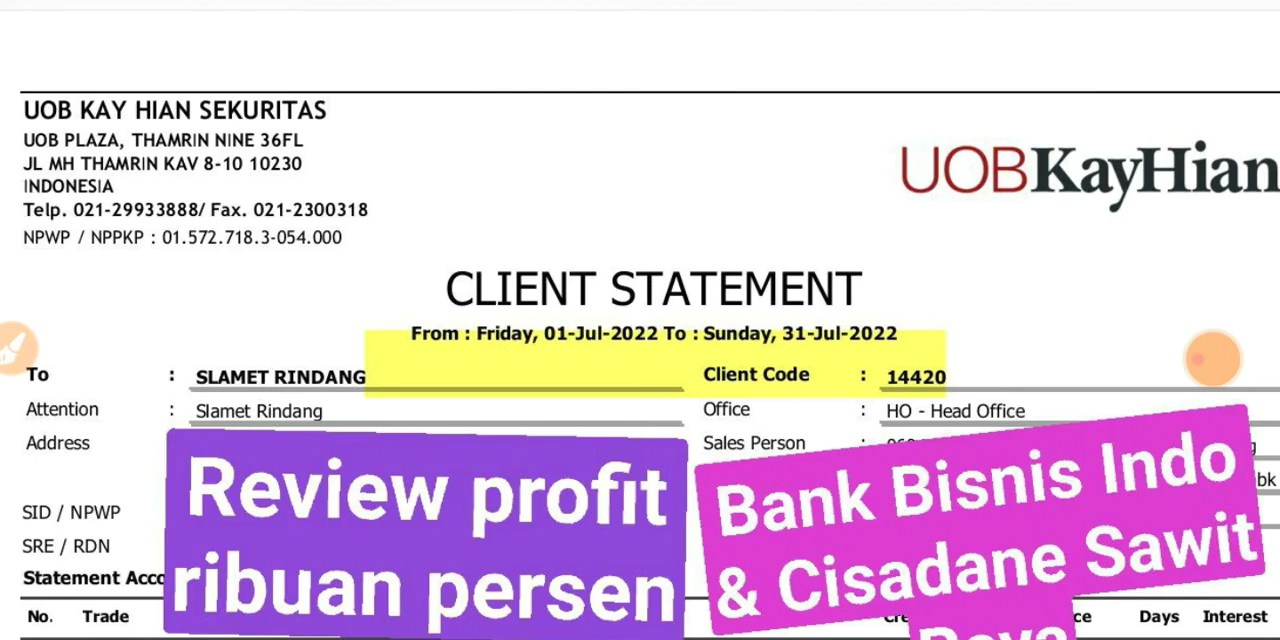 UOB KAY HIAN SEKURITAS
UOB PLAZA, THAMRIN NINE 36FL
JL MH THAMRIN KAV 8-10 10230
INDONESIA
Telp. 021-29933888/ Fax. 021-2300318
NPWP / NPPKP : 01.572.718.3-054.000
UOBKayHian
CLIENT STATEMENT
From : Friday, 01-Jul-2022 To : Sunday, 31-Jul-2022
To : SLAMET RINDANG Client Code : 14420
Attention : Slamet Rindang Office : HO - Head Office
Address Sales Person :
SID / NPWP
SRE / RDN
Statement
No. Trade Days Interest
Review profit
ribuan persen
Bank Bisnis Indo
& Cisadane Sawit
Raya